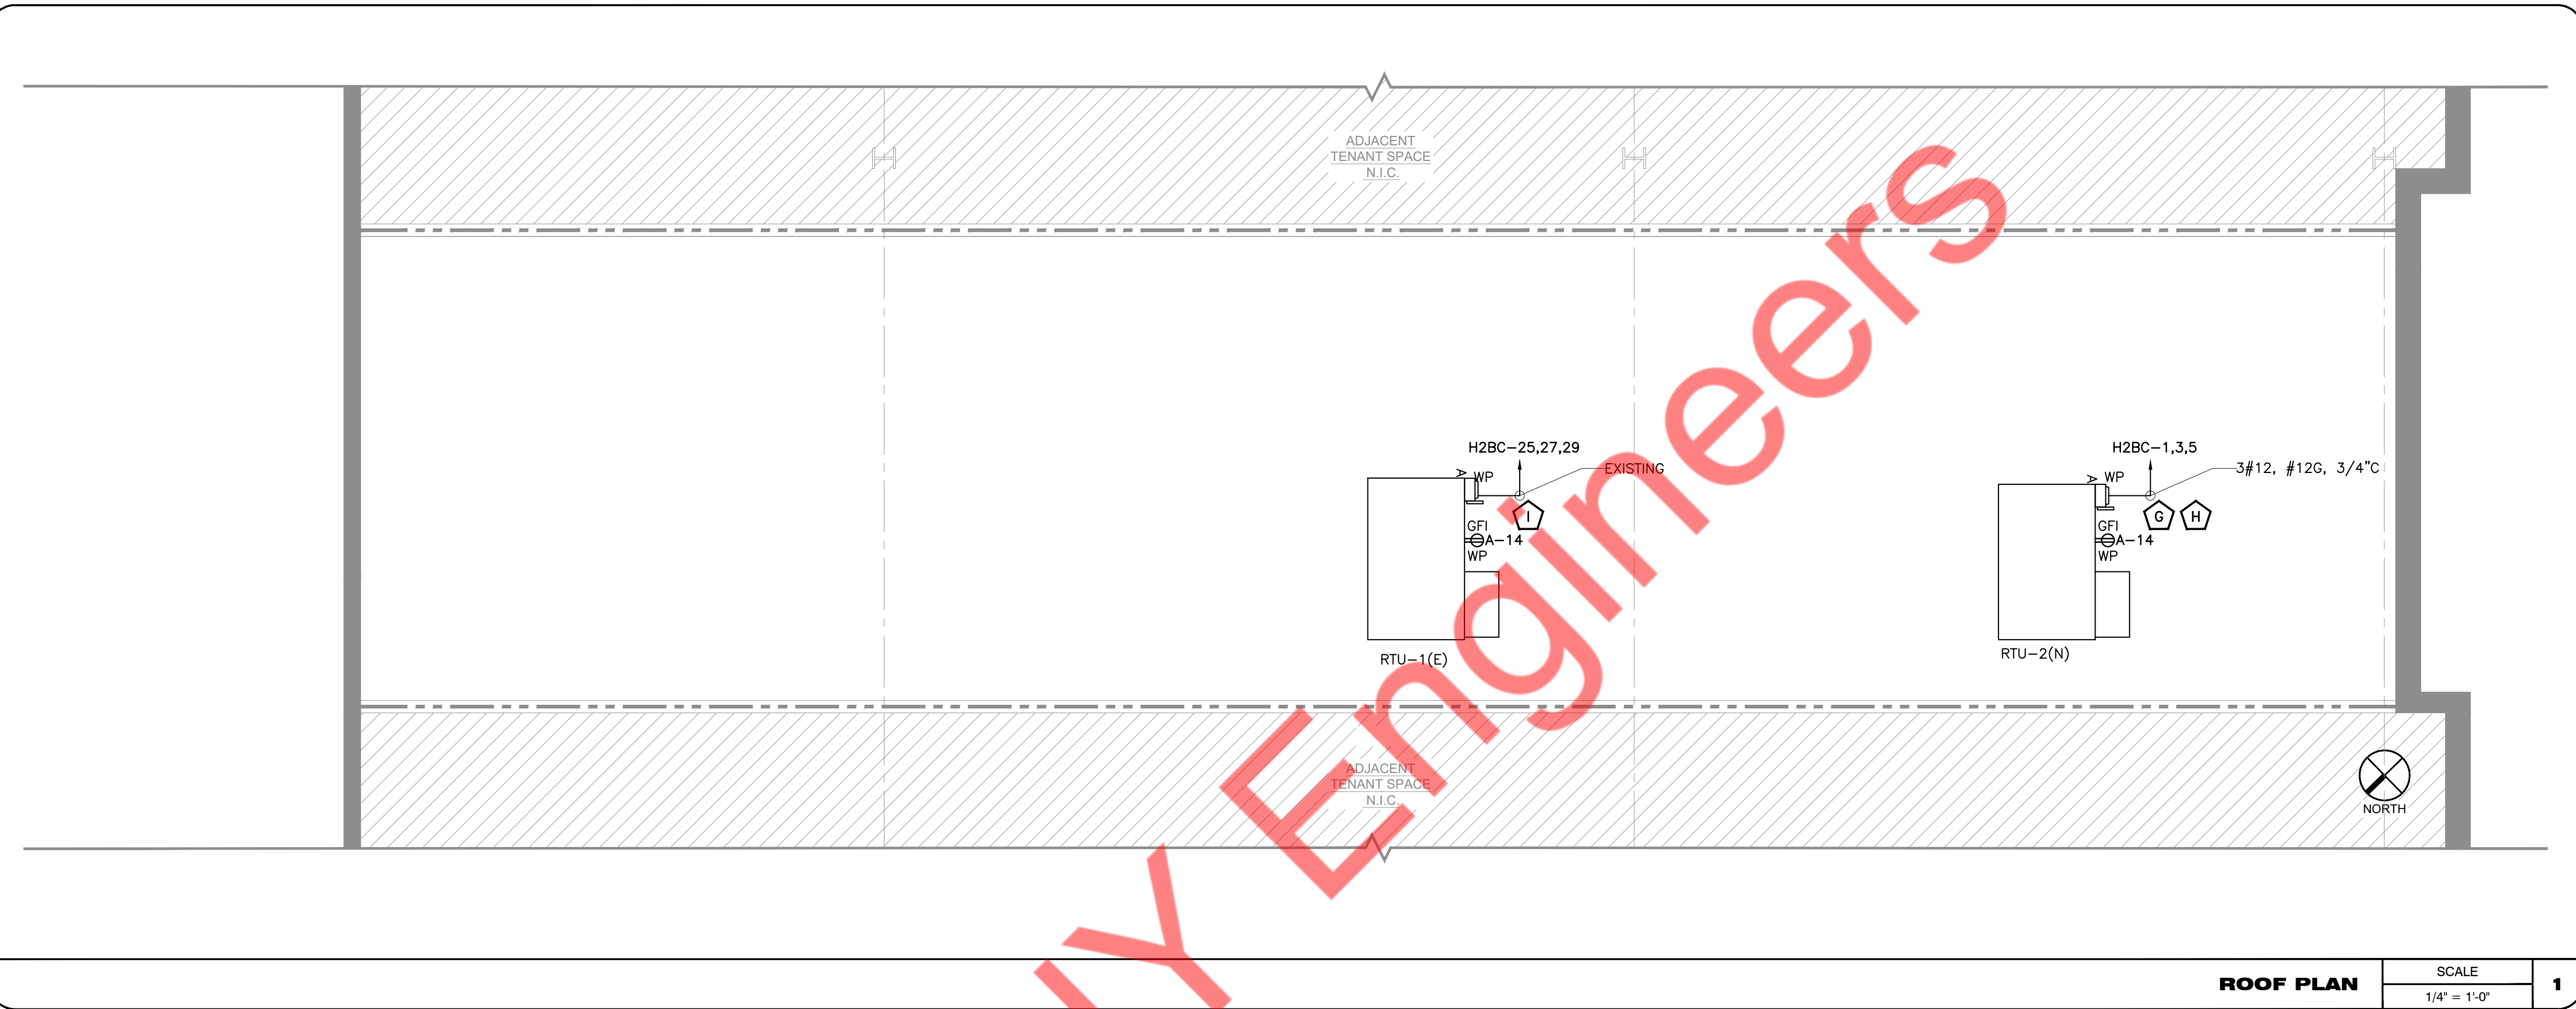 ADJACENT
TENANT SPACE
N.I.C.
H2BC-25,27,29
EXISTING
A
WP
I
GFI
A-14
WP
RTU-1(E)
H2BC-1,3,5
3#12, #12G, 3/4"C
A
WP
G
H
GFI
A-14
WP
RTU-2(N)
ADJACENT
TENANT SPACE
N.I.C.
NORTH
NY Engineers
ROOF PLAN
SCALE
1/4" = 1'-0"
1